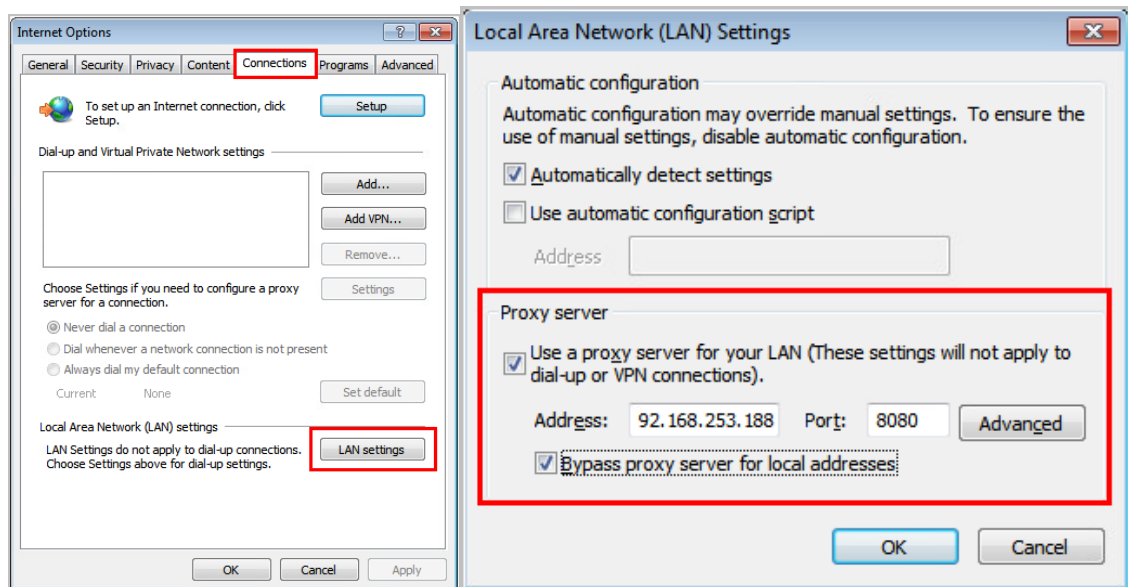 Internet Options
General Security Privacy Content Connections Programs Advanced
To set up an Internet connection, click
Setup.
Setup
Dial-up and Virtual Private Network settings
Add...
Add VPN...
Remove...
Choose Settings if you need to configure a proxy
server for a connection.
Settings
Never dial a connection
Dial whenever a network connection is not present
Always dial my default connection
Current None
Set default
Local Area Network (LAN) settings
LAN Settings do not apply to dial-up connections.
Choose Settings above for dial-up settings.
LAN settings
OK Cancel Apply
Local Area Network (LAN) Settings
Automatic configuration
Automatic configuration may override manual settings. To ensure the
use of manual settings, disable automatic configuration.
Automatically detect settings
Use automatic configuration script
Address
Proxy server
Use a proxy server for your LAN (These settings will not apply to
dial-up or VPN connections).
Address: 92.168.253.188 Port: 8080 Advanced
Bypass proxy server for local addresses
OK Cancel